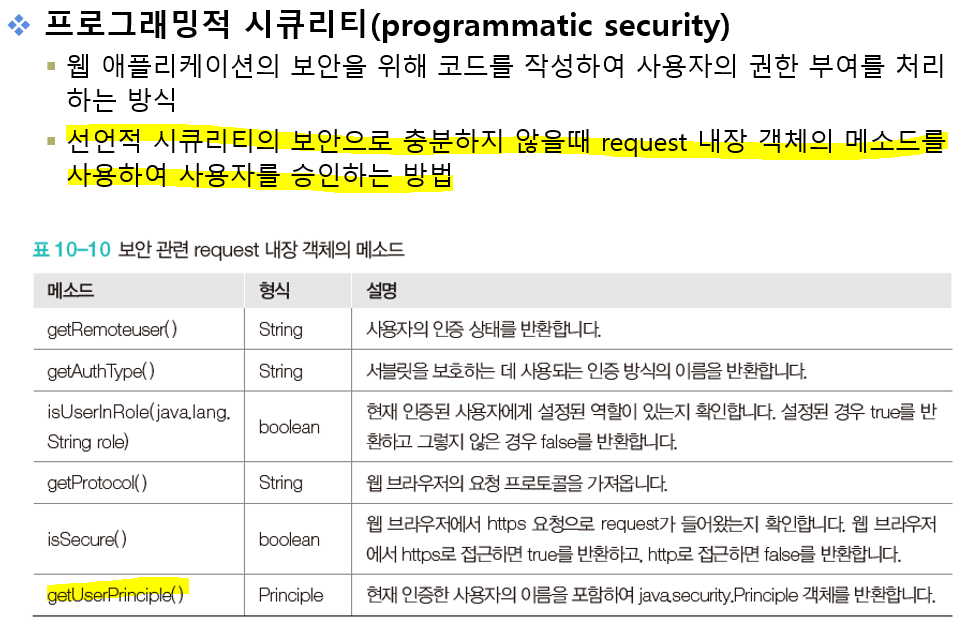 프로그래밍적 시큐리티(programmatic security)
웹 애플리케이션의 보안을 위해 코드를 작성하여 사용자의 권한 부여를 처리
하는 방식
선언적 시큐리티의 보안으로 충분하지 않을때 request 내장 객체의 메소드를
사용하여 사용자를 승인하는 방법
표 10-10 보안 관련 request 내장 객체의 메소드
메소드 형식 설명
getRemoteuser() String 사용자의 인증 상태를 반환합니다.
getAuthType() String 서블릿을 보호하는 데 사용되는 인증 방식의 이름을 반환합니다.
isUserInRole(java.lang.
String role)
boolean
현재 인증된 사용자에게 설정된 역할이 있는지 확인합니다. 설정된 경우 true를 반
환하고 그렇지 않은 경우 false를 반환합니다.
getProtocol() String 웹 브라우저의 요청 프로토콜을 가져옵니다.
isSecure()
boolean
웹 브라우저에서 https 요청으로 request가 들어왔는지 확인합니다. 웹 브라우저
에서 https로 접근하면 true를 반환하고, http로 접근하면 false를 반환합니다.
getUserPrinciple() Principle 현재 인증한 사용자의 이름을 포함하여 java.security.Principle 객체를 반환합니다.